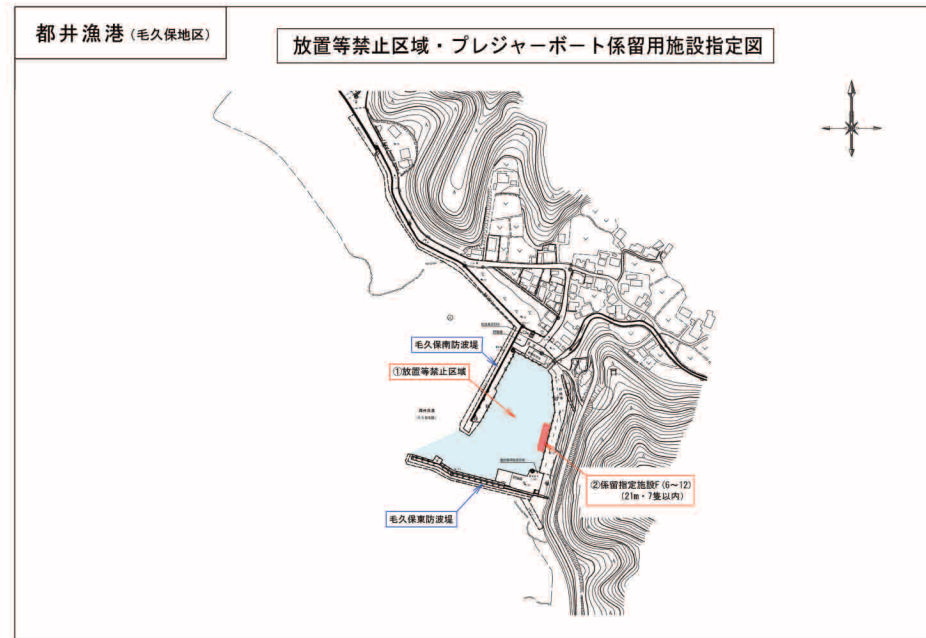 都井漁港(毛久保地区)
放置等禁止区域・プレジャーボート係留用施設指定図
毛久保南防波堤
①放置等禁止区域
②係留指定施設F(6~12)
(21m・7隻以内)
毛久保東防波堤